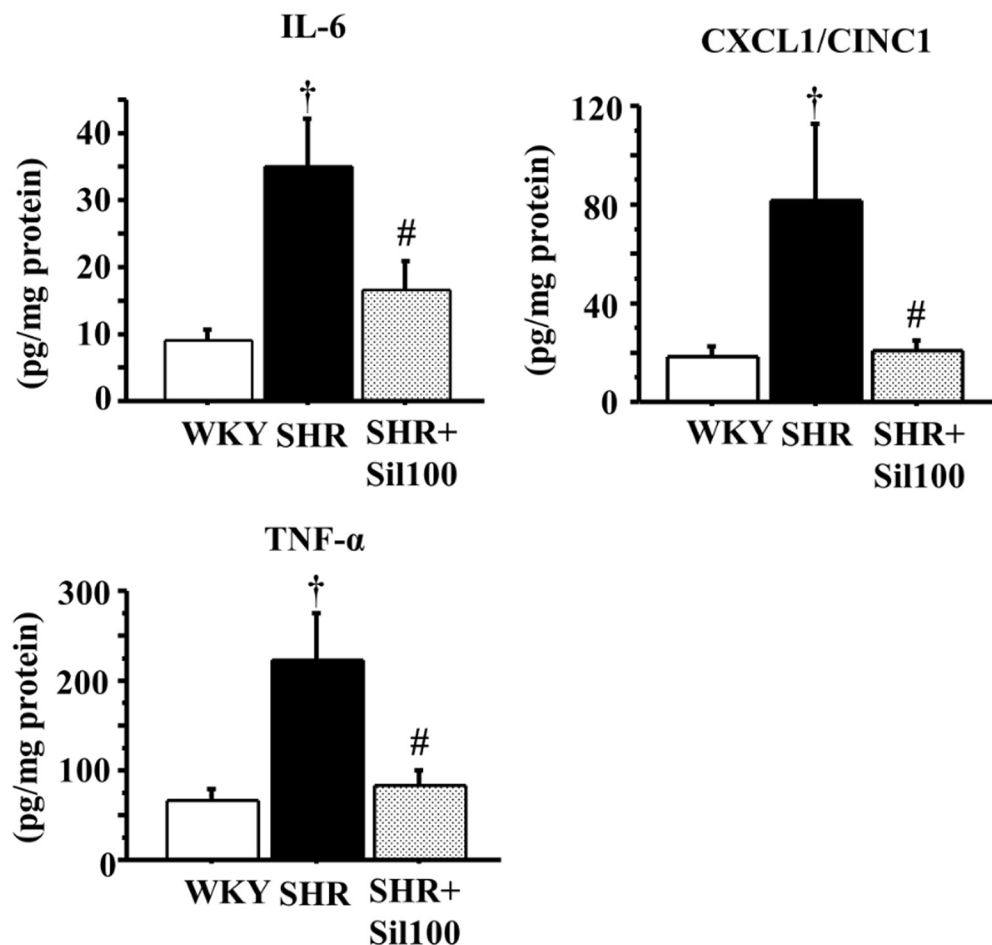 IL-6
(pg/mg protein)
40
30
20
10
0
†
#
WKY SHR SHR+
Sil100
CXCL1/CINC1
(pg/mg protein)
120
80
40
0
†
#
WKY SHR SHR+
Sil100
TNF-α
(pg/mg protein)
300
200
100
0
†
#
WKY SHR SHR+
Sil100